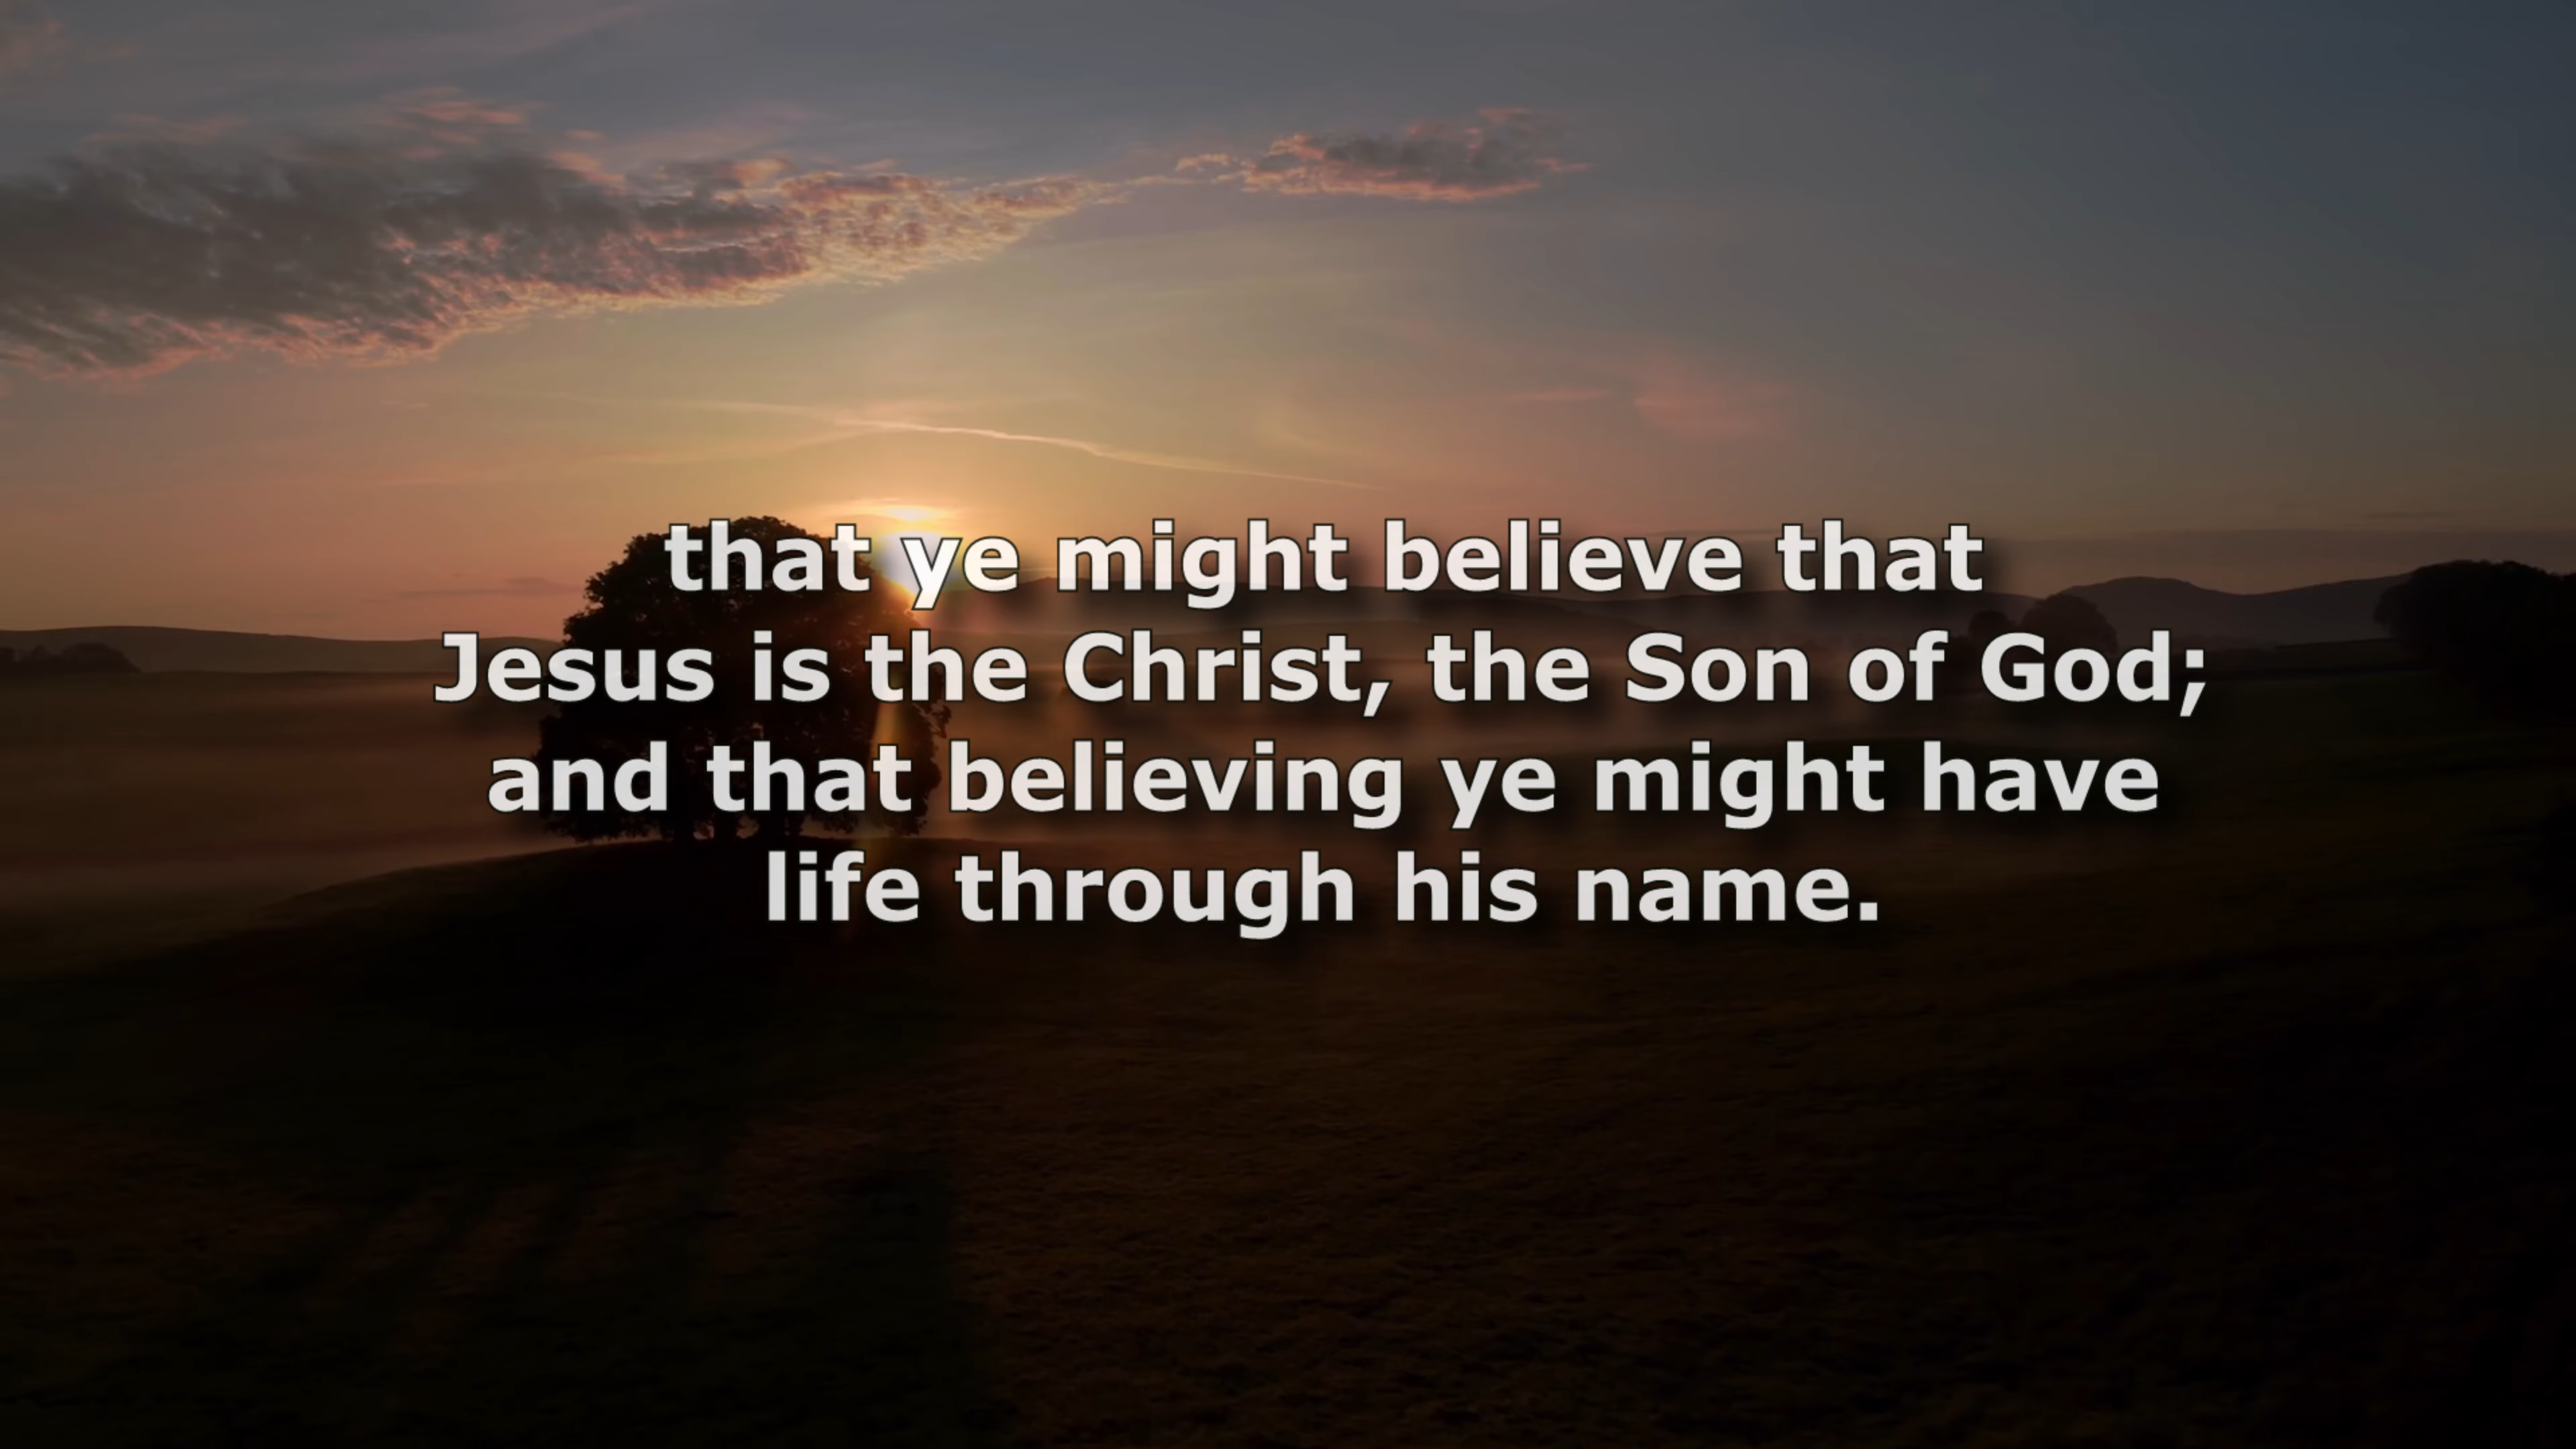 that ye might believe that
Jesus is the Christ, the Son of God;
and that believing ye might have
life through his name.